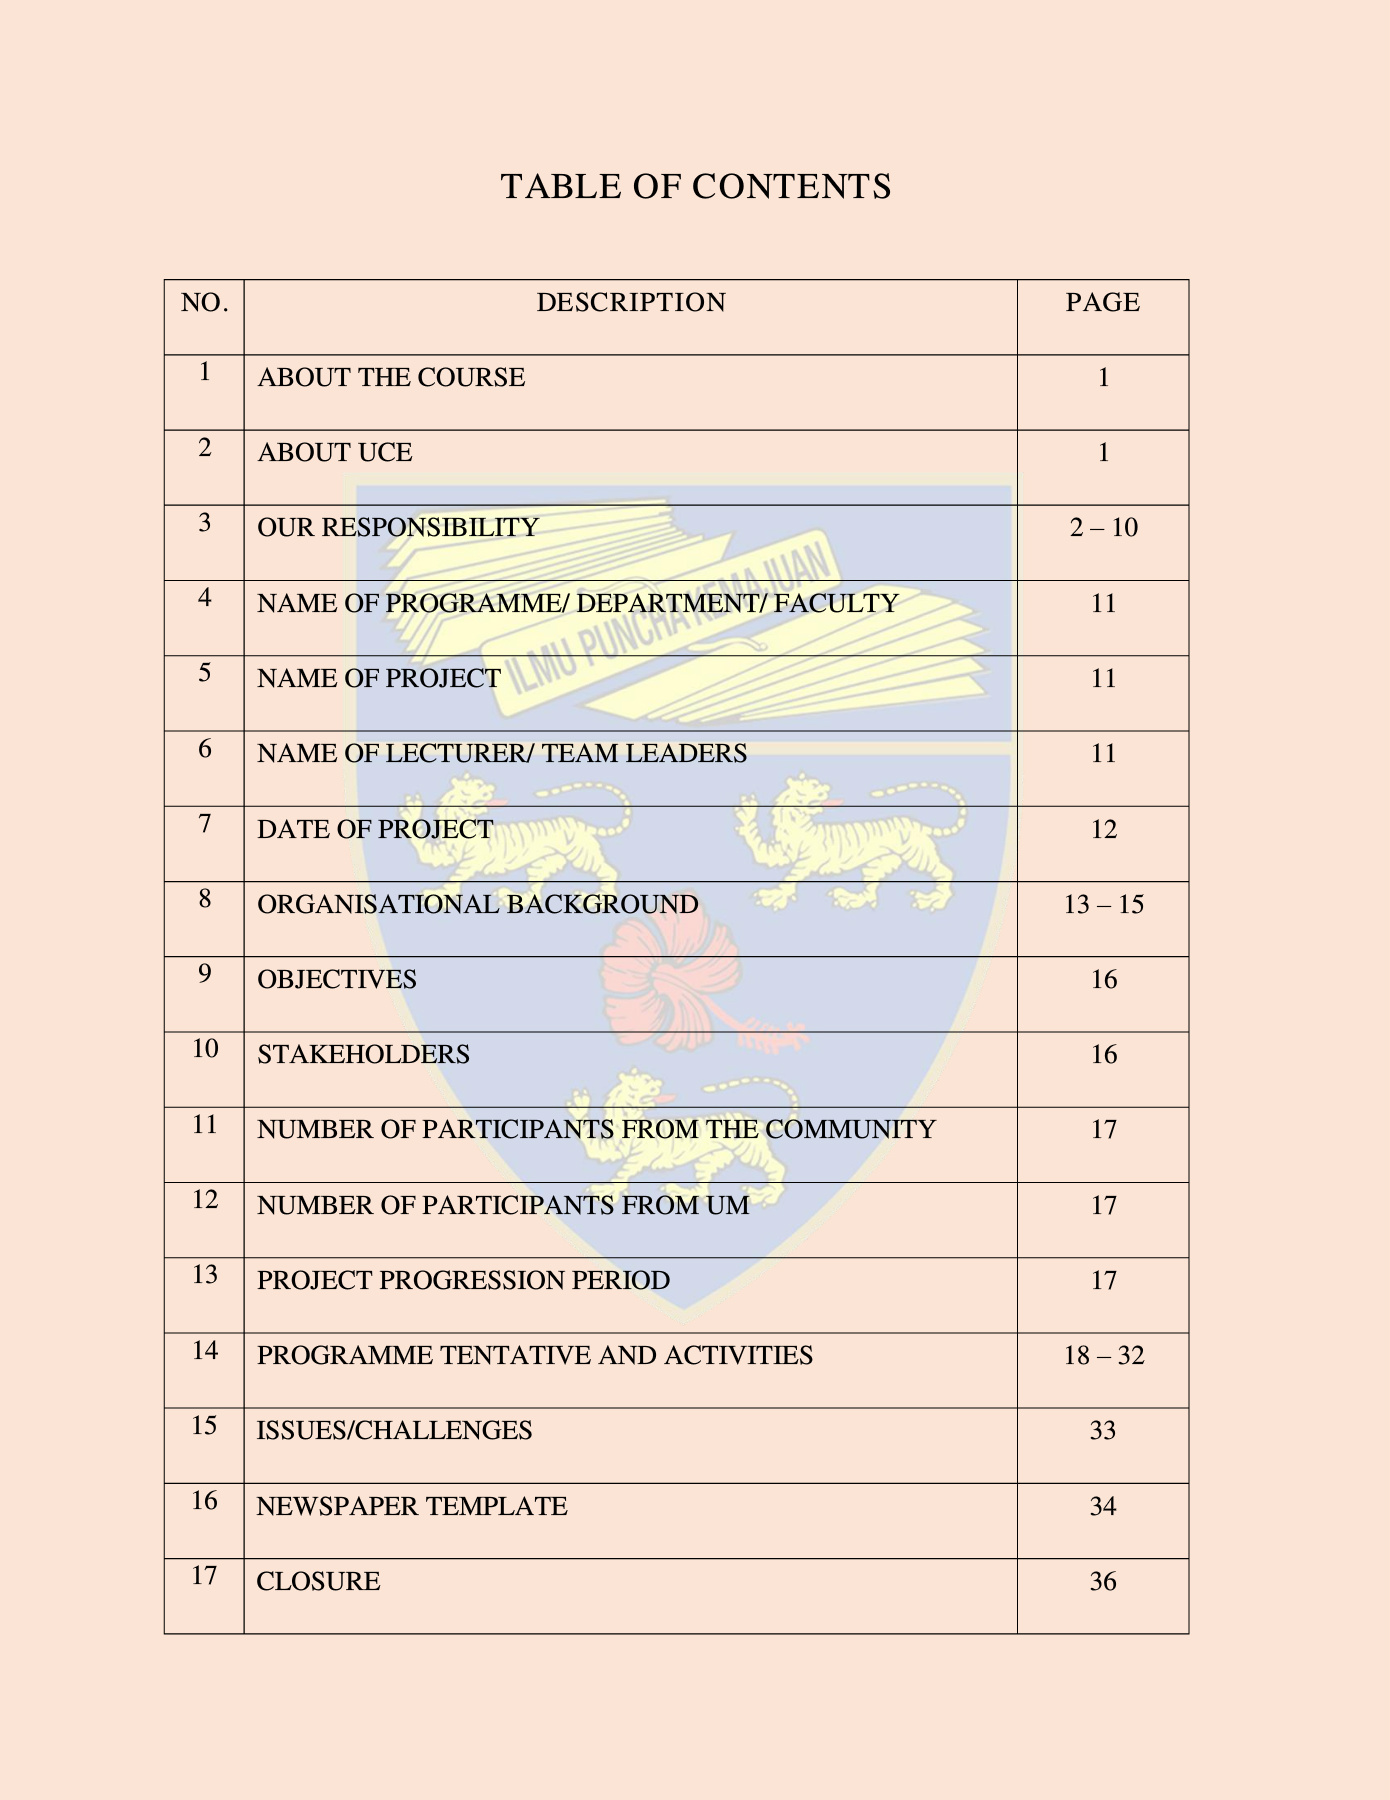 TABLE OF CONTENTS
NO. DESCRIPTION PAGE
1 ABOUT THE COURSE 1
2 ABOUT UCE 1
3 OUR RESPONSIBILITY 2 – 10
4 NAME OF PROGRAMME/ DEPARTMENT/ FACULTY 11
ILMU PUNCHA KEMAJUAN
5 NAME OF PROJECT 11
6 NAME OF LECTURER/ TEAM LEADERS 11
7 DATE OF PROJECT 12
8 ORGANISATIONAL BACKGROUND 13 – 15
9 OBJECTIVES 16
10 STAKEHOLDERS 16
11 NUMBER OF PARTICIPANTS FROM THE COMMUNITY 17
12 NUMBER OF PARTICIPANTS FROM UM 17
13 PROJECT PROGRESSION PERIOD 17
14 PROGRAMME TENTATIVE AND ACTIVITIES 18 – 32
15 ISSUES/CHALLENGES 33
16 NEWSPAPER TEMPLATE 34
17 CLOSURE 36